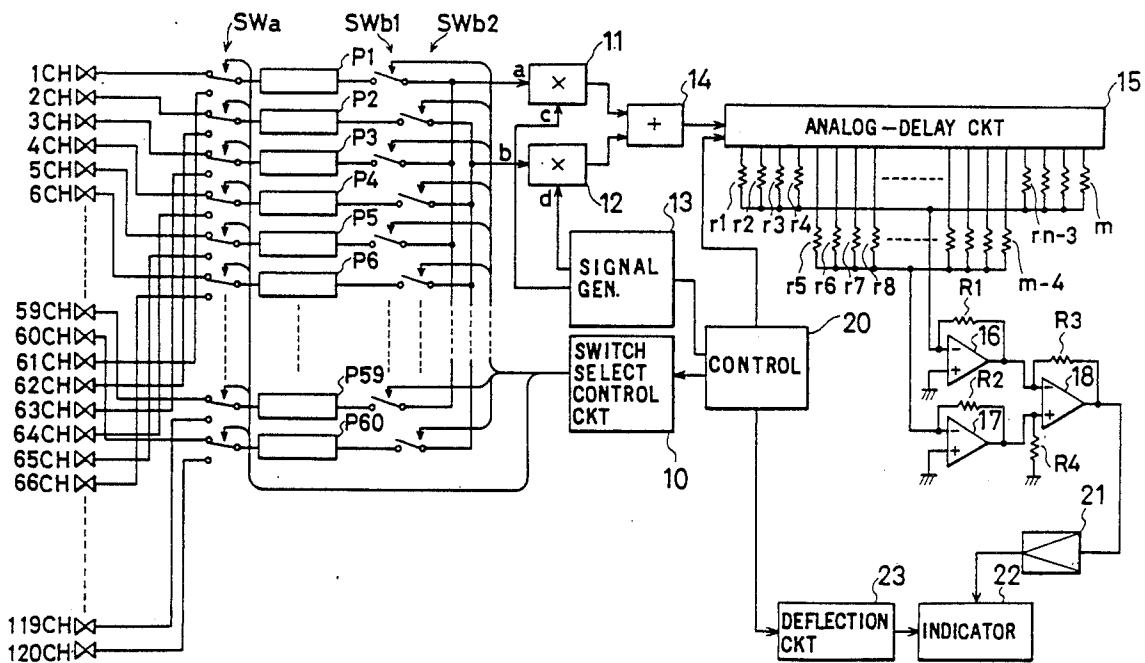 SWa
SWb1
SWb2
1CH
2CH
3CH
4CH
5CH
6CH
59CH
60CH
61CH
62CH
63CH
64CH
65CH
66CH
119CH
120CH
P1
P2
P3
P4
P5
P6
P59
P60
a
b
c
d
11
×
12
×
14
+
15
ANALOG-DELAY CKT
13
SIGNAL
GEN.
10
SWITCH
SELECT
CONTROL
CKT
20
CONTROL
r1 r2 r3 r4
rn-3
rn
r5 r6 r7 r8
rn-4
R1
16
-
+
R2
17
-
+
R3
18
-
+
R4
21
22
INDICATOR
23
DEFLECTION
CKT